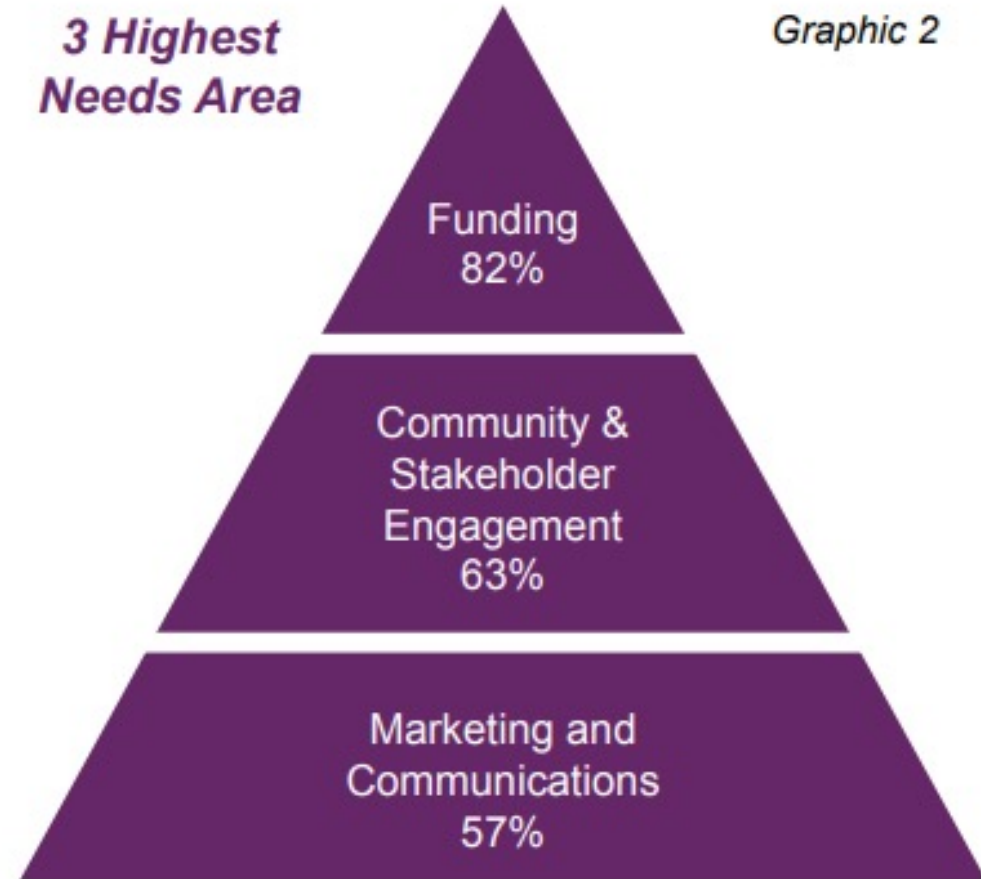 3 Highest
Needs Area
Graphic 2
Funding
82%
Community &
Stakeholder
Engagement
63%
Marketing and
Communications
57%